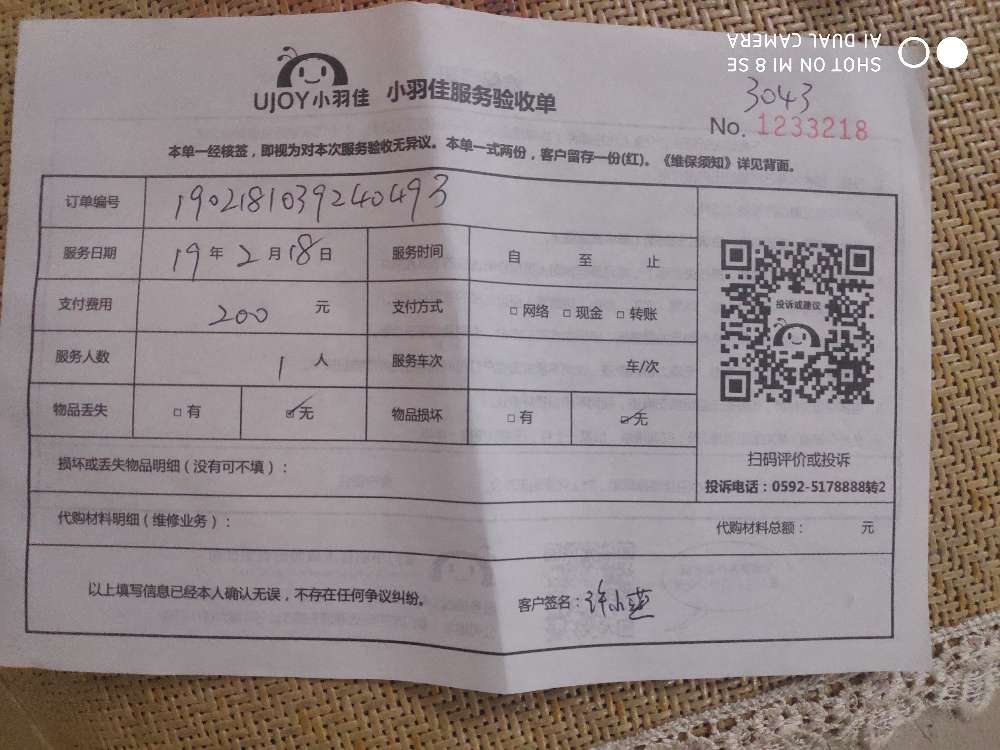 SHOT ON MI 8 SE
AI DUAL CAMERA
UJOY小羽佳 小羽佳服务验收单
3043
No. 1233218
本单一经核签，即视为对本次服务验收无异议。本单一式两份，客户留存一份(红)。《维保须知》详见背面。
订单编号 1902181039240493
服务日期 19年2月18日 服务时间 自 至 止
支付费用 200 元 支付方式 □网络 □现金 □转账
服务人数 1 人 服务车次 车/次
物品丢失 □有 ☑无 物品损坏 □有 ☑无
投诉或建议
扫码评价或投诉
投诉电话：0592-5178888转2
损坏或丢失物品明细（没有可不填）：
代购材料明细（维修业务）： 代购材料总额： 元
以上填写信息已经本人确认无误，不存在任何争议纠纷。 客户签名：许小燕